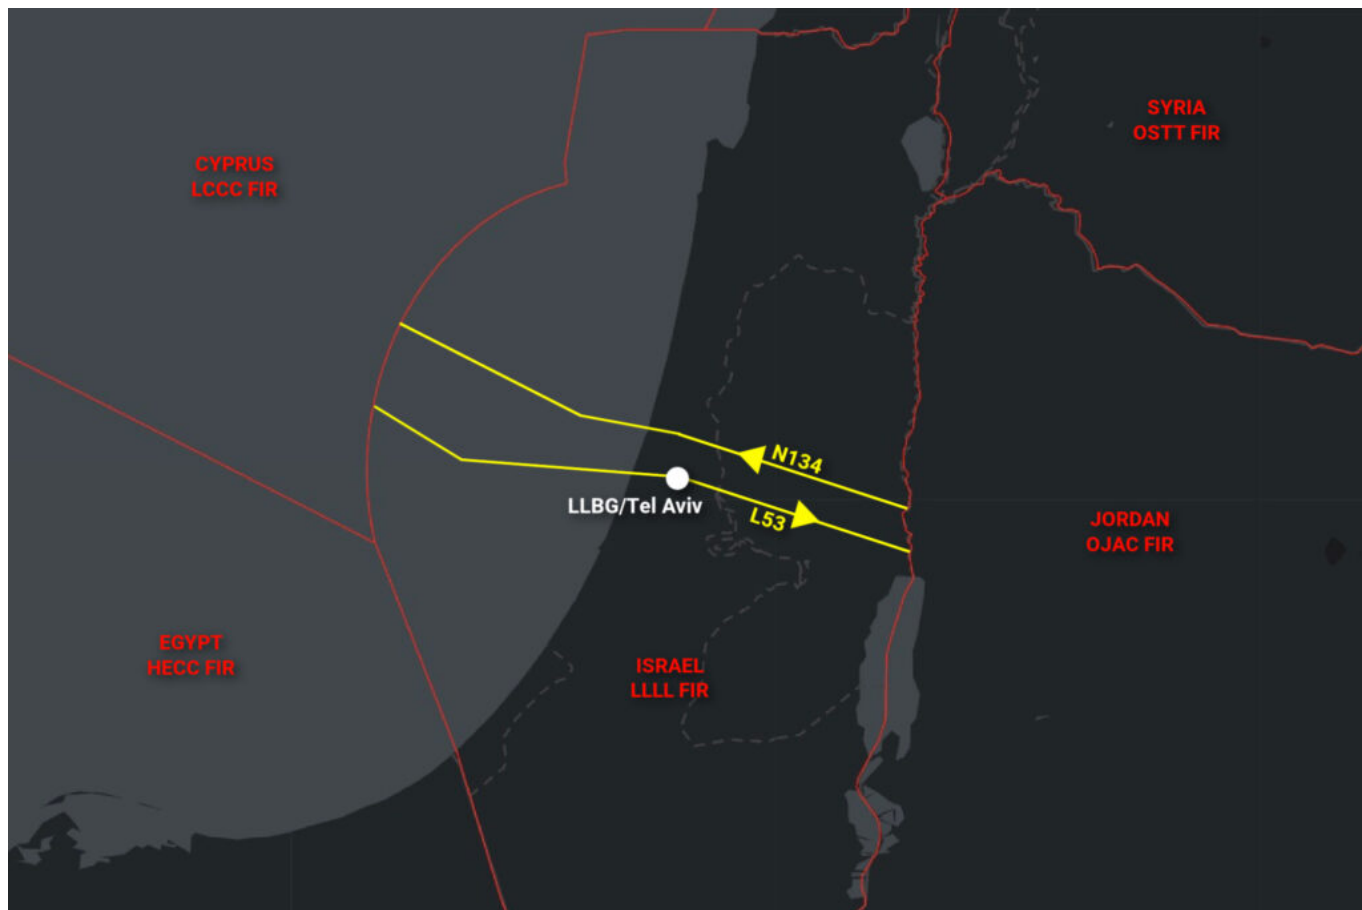 SYRIA
OSTT FIR
CYPRUS
LCCC FIR
N134
LLBG/Tel Aviv
L53
JORDAN
OJAC FIR
EGYPT
HECC FIR
ISRAEL
LLLL FIR